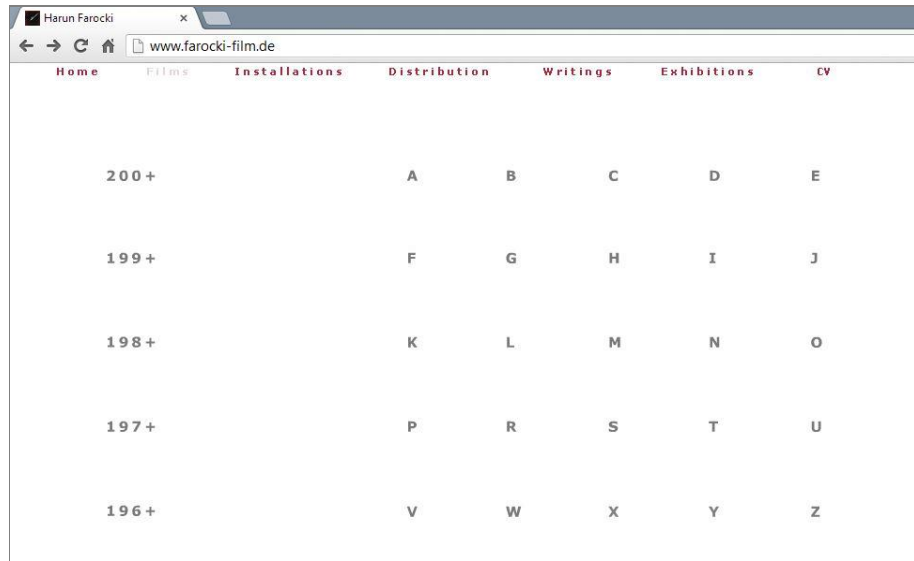 Harun Farocki
www.farocki-film.de
Home Films Installations Distribution Writings Exhibitions CV
200+ A B C D E
199+ F G H I J
198+ K L M N O
197+ P R S T U
196+ V W X Y Z